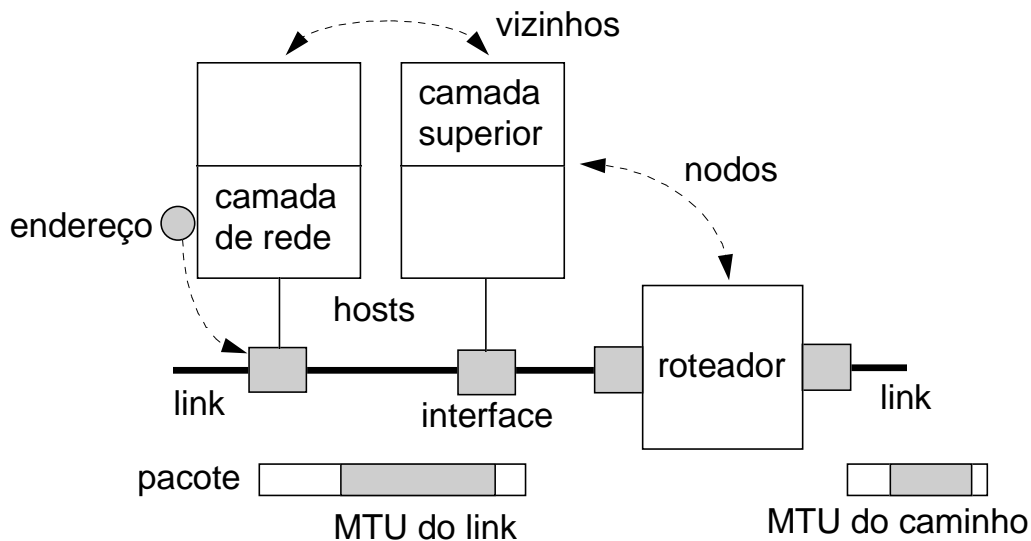 vizinhos
camada
superior
nodos
camada
de rede
endereço
hosts
roteador
link
interface
link
pacote
MTU do link
MTU do caminho